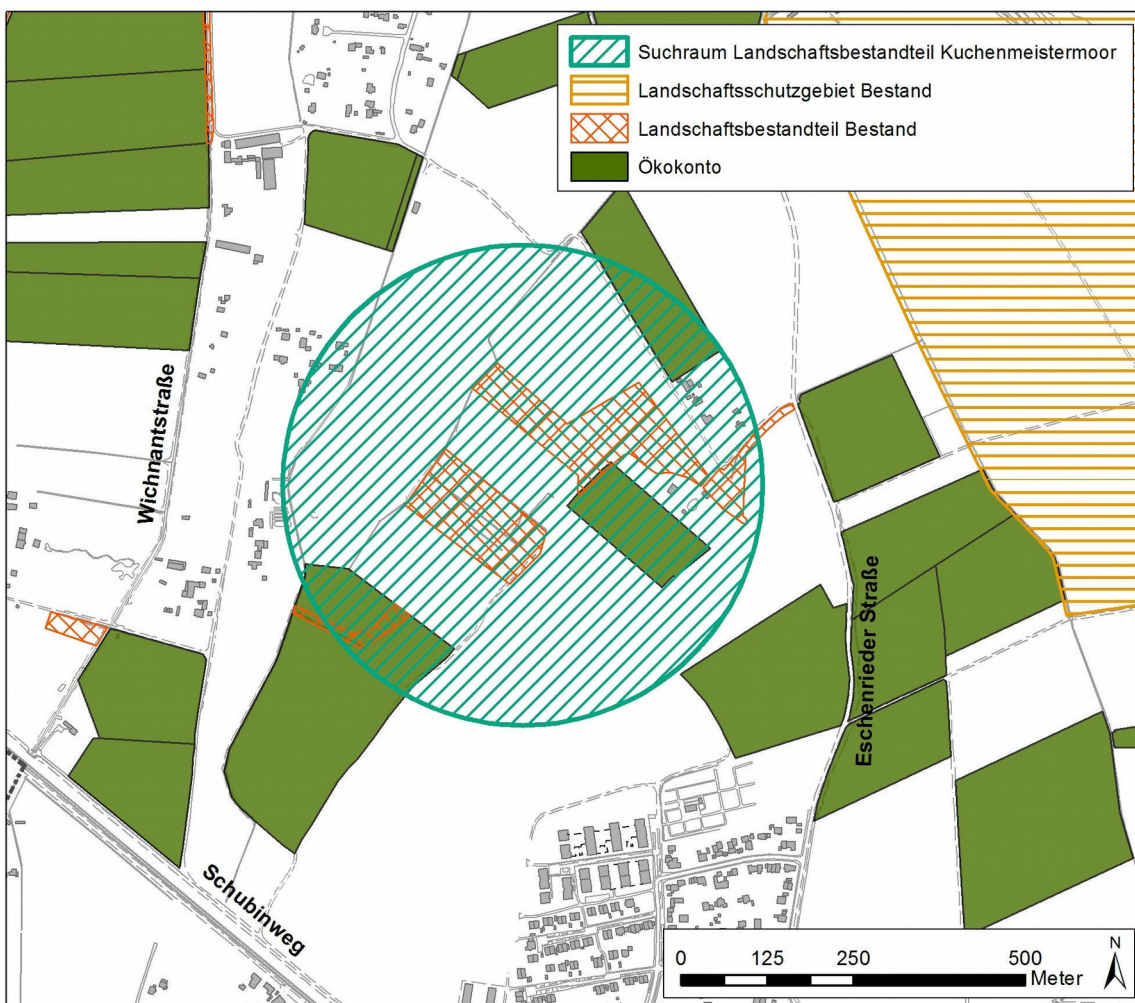 Suchraum Landschaftsbestandteil Kuchenmeistermoor
Landschaftsschutzgebiet Bestand
Landschaftsbestandteil Bestand
Ökokonto
Wichnantstraße
Eschenrieder Straße
Schubinweg
0 125 250 500
Meter
N